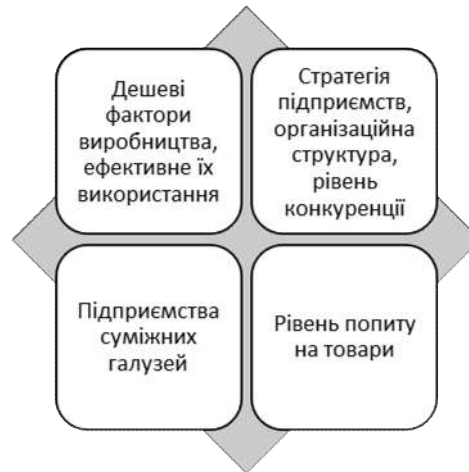 Дешеві
фактори
виробництва,
ефективне їх
використання
Стратегія
підприємств,
організаційна
структура,
рівень
конкуренції
Підприємства
суміжних
галузей
Рівень попиту
на товари